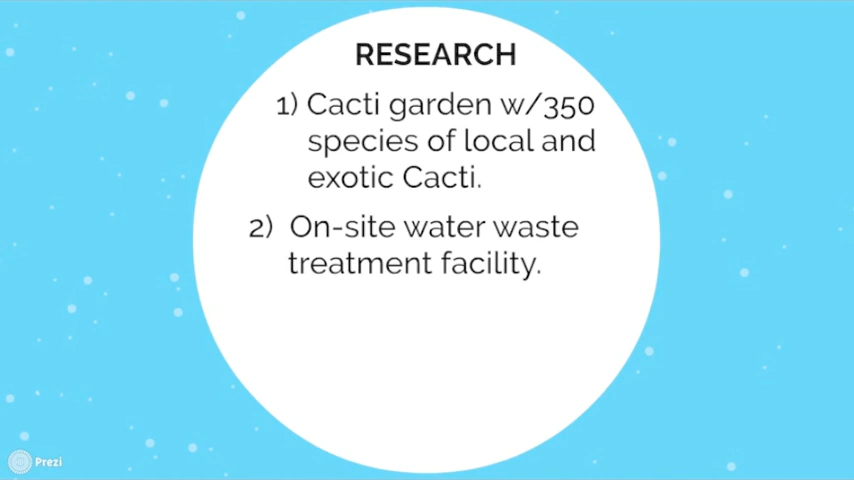 RESEARCH
1) Cacti garden w/350
species of local and
exotic Cacti.
2) On-site water waste
treatment facility.
Prezi